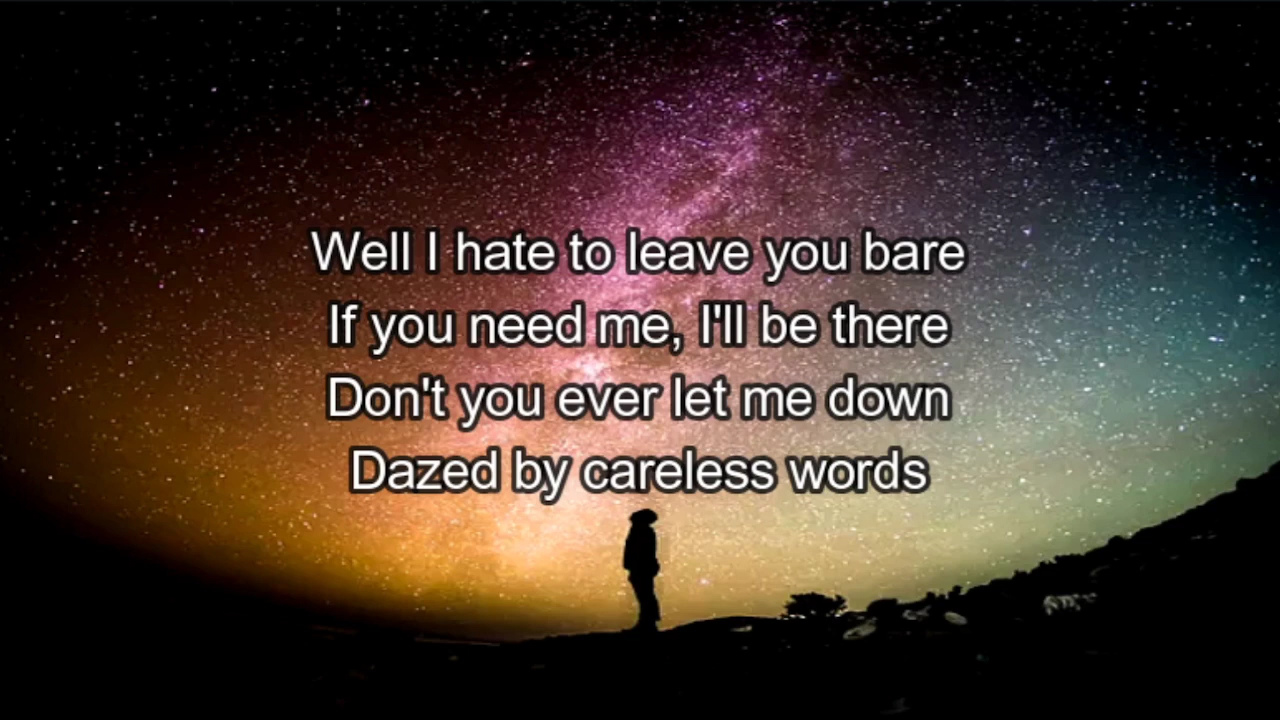 Well I hate to leave you bare
If you need me, I'll be there
Don't you ever let me down
Dazed by careless words